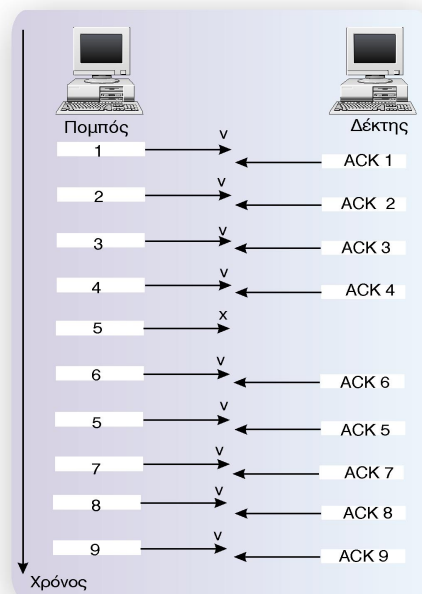 Πομπός Δέκτης
v
1 ACK 1
v
2 ACK 2
v
3 ACK 3
v
4 ACK 4
x
5
v
6 ACK 6
v
5 ACK 5
v
7 ACK 7
v
8 ACK 8
v
9 ACK 9
Χρόνος